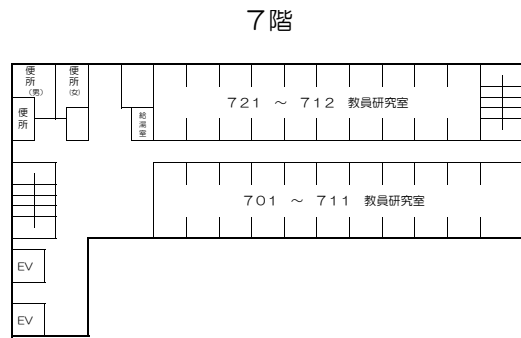 ７階
便所
（男）
便所
（女）
便所
給湯室
７２１　～　７１２　教員研究室
７０１　～　７１１　教員研究室
EV
EV